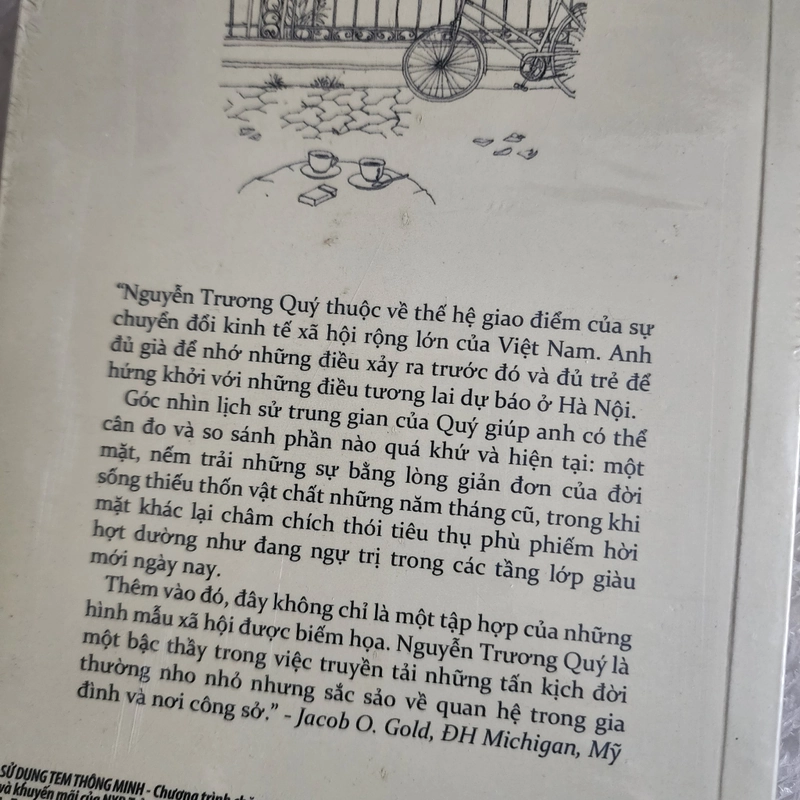 “Nguyễn Trương Quý thuộc về thế hệ giao điểm của sự
chuyển đổi kinh tế xã hội rộng lớn của Việt Nam. Anh
đủ già để nhớ những điều xảy ra trước đó và đủ trẻ để
hứng khởi với những điều tương lai dự báo ở Hà Nội.
Góc nhìn lịch sử trung gian của Quý giúp anh có thể
cân đo và so sánh phần nào quá khứ và hiện tại: một
mặt, nếm trải những sự bằng lòng giản đơn của đời
sống thiếu thốn vật chất những năm tháng cũ, trong khi
mặt khác lại châm chích thói tiêu thụ phù phiếm hời
hợt dường như đang ngự trị trong các tầng lớp giàu
mới ngày nay.
Thêm vào đó, đây không chỉ là một tập hợp của những
hình mẫu xã hội được biếm họa. Nguyễn Trương Quý là
một bậc thầy trong việc truyền tải những tấn kịch đời
thường nho nhỏ nhưng sắc sảo về quan hệ trong gia
đình và nơi công sở.” - Jacob O. Gold, ĐH Michigan, Mỹ
SỬ DỤNG TEM THÔNG MINH - Chương trình
và khuyến mãi của NXB